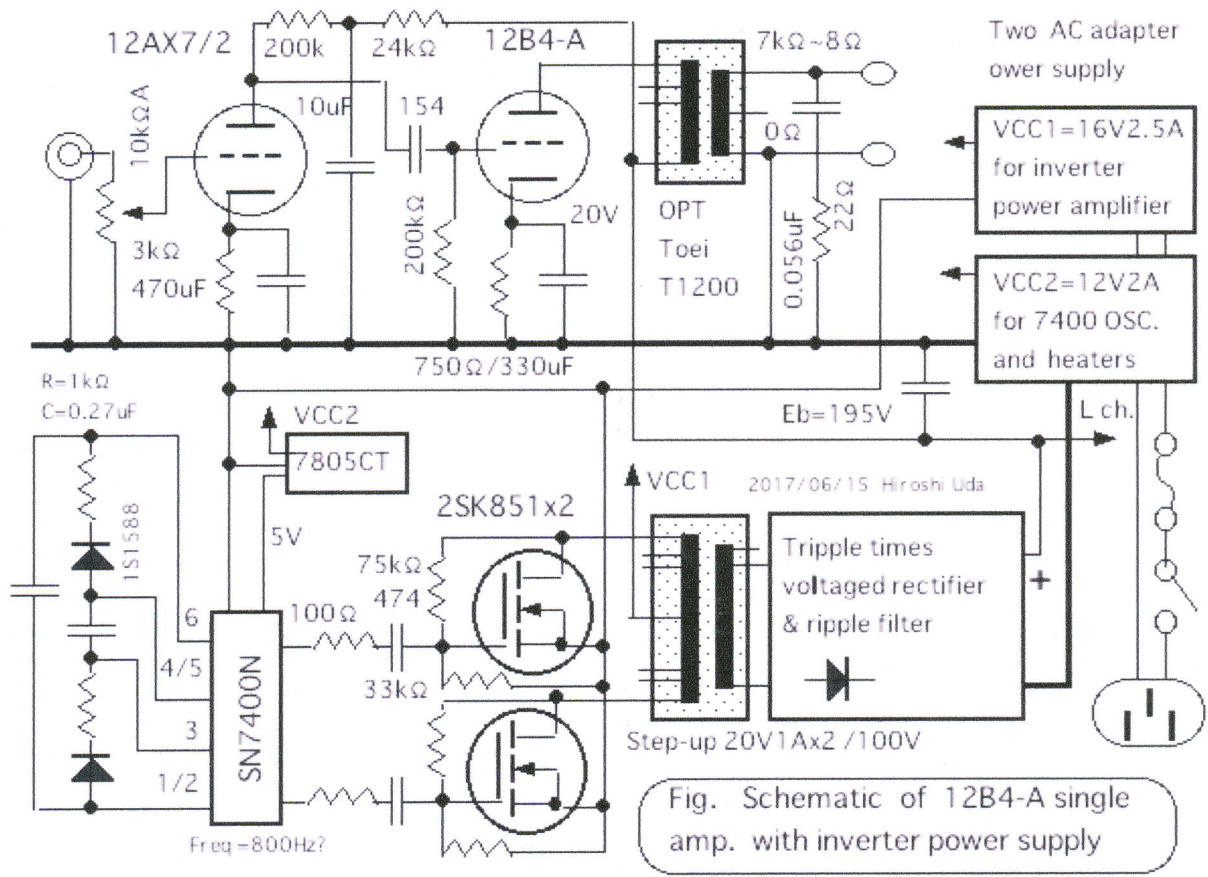 12AX7/2
200k
24kΩ
12B4-A
7kΩ~8Ω
Two AC adapter
ower supply
10kΩA
10uF
154
0Ω
VCC1=16V2.5A
for inverter
power amplifier
3kΩ
470uF
200kΩ
20V
OPT
Toei
T1200
0.056uF
22Ω
VCC2=12V2A
for 7400 OSC.
and heaters
750Ω/330uF
R=1kΩ
C=0.27uF
Eb=195V
L ch.
VCC2
7805CT
5V
1S1588
2SK851x2
VCC1
2017/06/15 Hiroshi Uda
75kΩ
474
100Ω
33kΩ
Tripple times
voltaged rectifier
& ripple filter
+
6
4/5
3
1/2
SN7400N
Step-up 20V1Ax2 /100V
Freq=800Hz?
Fig. Schematic of 12B4-A single
amp. with inverter power supply